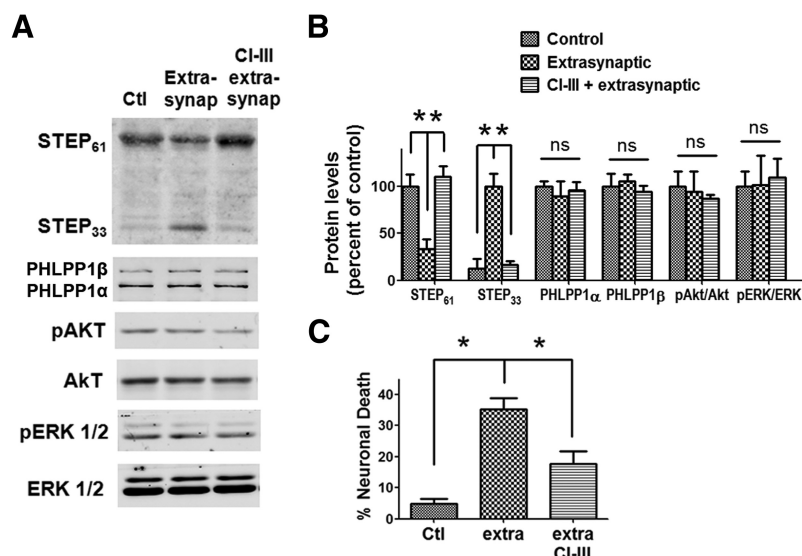 A
Ctl
Extra-
synap
CI-III
extra-
synap
STEP61
STEP33
PHLPP1β
PHLPP1α
pAKT
AkT
pERK 1/2
ERK 1/2
B
Control
Extrasynaptic
CI-III + extrasynaptic
Protein levels
(percent of control)
100
50
0
**
**
ns
ns
ns
ns
STEP61
STEP33
PHLPP1α
PHLPP1β
pAkt/Akt
pERK/ERK
C
% Neuronal Death
40
30
20
10
0
*
*
Ctl
extra
extra
CI-III